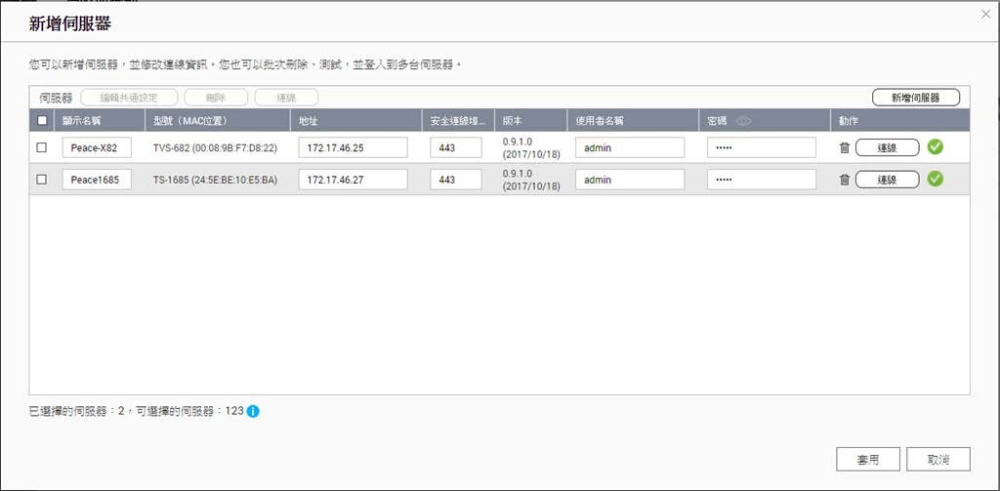 新增伺服器
您可以新增伺服器，並修改連線資訊。您也可以批次刪除、測試，並登入到多台伺服器。
伺服器 編輯共通設定 刪除 連線 新增伺服器
顯示名稱 型號（MAC位置） 地址 安全連線埠... 版本 使用者名稱 密碼 動作
Peace-X82 TVS-682 (00:08:9B:F7:D8:22) 172.17.46.25 443 0.9.1.0 admin ••••• 連線
(2017/10/18)
Peace1685 TS-1685 (24:5E:BE:10:E5:BA) 172.17.46.27 443 0.9.1.0 admin ••••• 連線
(2017/10/18)
已選擇的伺服器：2，可選擇的伺服器：123
套用 取消